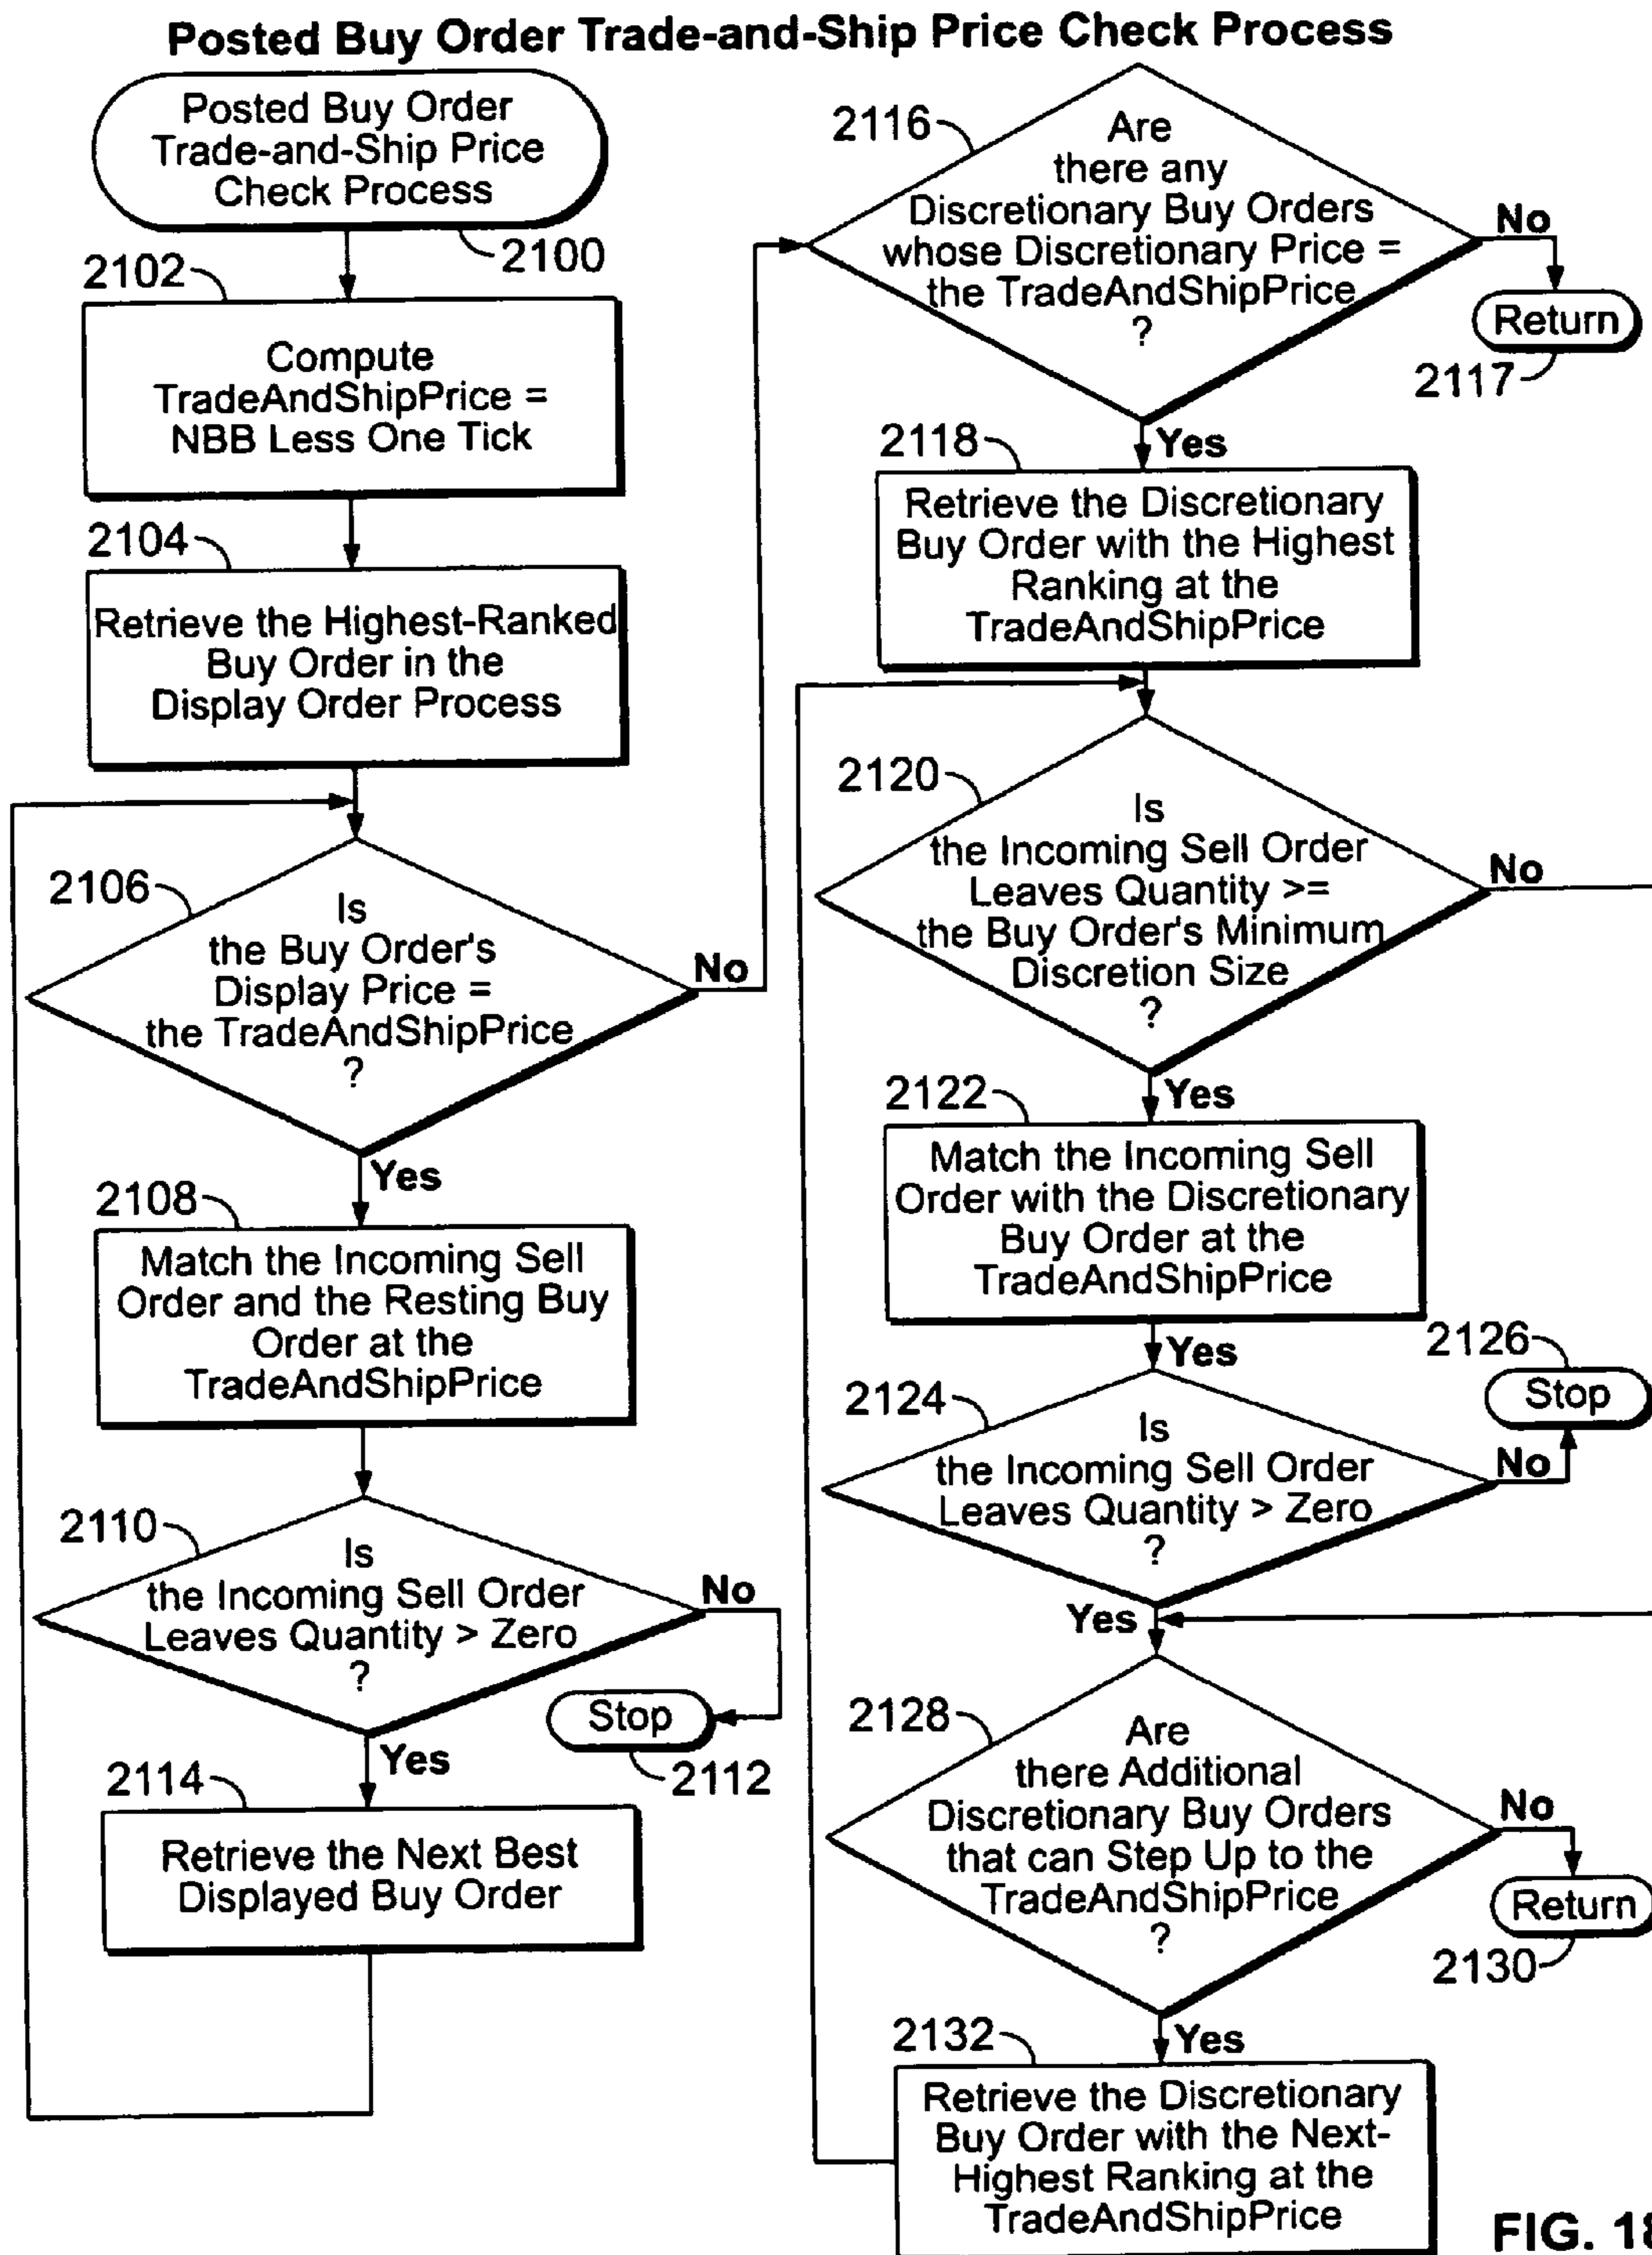 Posted Buy Order Trade-and-Ship Price Check Process
Posted Buy Order
Trade-and-Ship Price
Check Process
2100
2102
Compute
TradeAndShipPrice =
NBB Less One Tick
2104
Retrieve the Highest-Ranked
Buy Order in the
Display Order Process
2106
Is
the Buy Order's
Display Price =
the TradeAndShipPrice
?
No
Yes
2108
Match the Incoming Sell
Order and the Resting Buy
Order at the
TradeAndShipPrice
2110
Is
the Incoming Sell Order
Leaves Quantity > Zero
?
No
Stop
2112
Yes
2114
Retrieve the Next Best
Displayed Buy Order
2116
Are
there any
Discretionary Buy Orders
whose Discretionary Price =
the TradeAndShipPrice
?
No
Return
2117
Yes
2118
Retrieve the Discretionary
Buy Order with the Highest
Ranking at the
TradeAndShipPrice
2120
Is
the Incoming Sell Order
Leaves Quantity >=
the Buy Order's Minimum
Discretion Size
?
No
Yes
2122
Match the Incoming Sell
Order with the Discretionary
Buy Order at the
TradeAndShipPrice
Yes
2124
Is
the Incoming Sell Order
Leaves Quantity > Zero
?
No
2126
Stop
Yes
2128
Are
there Additional
Discretionary Buy Orders
that can Step Up to the
TradeAndShipPrice
?
No
Return
2130
Yes
2132
Retrieve the Discretionary
Buy Order with the Next-
Highest Ranking at the
TradeAndShipPrice
FIG. 18